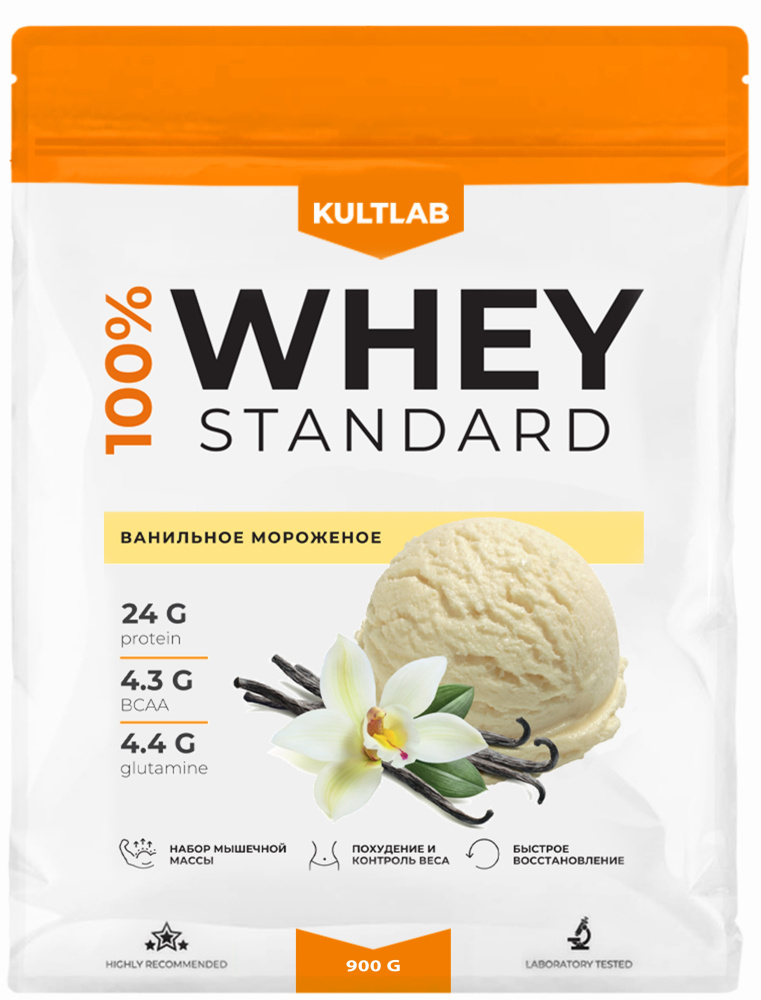 KULTLAB
100%
WHEY
STANDARD
ВАНИЛЬНОЕ МОРОЖЕНОЕ
24 G
protein
4.3 G
BCAA
4.4 G
glutamine
НАБОР МЫШЕЧНОЙ
МАССЫ
ПОХУДЕНИЕ И
КОНТРОЛЬ ВЕСА
БЫСТРОЕ
ВОССТАНОВЛЕНИЕ
HIGHLY RECOMMENDED
900 G
LABORATORY TESTED